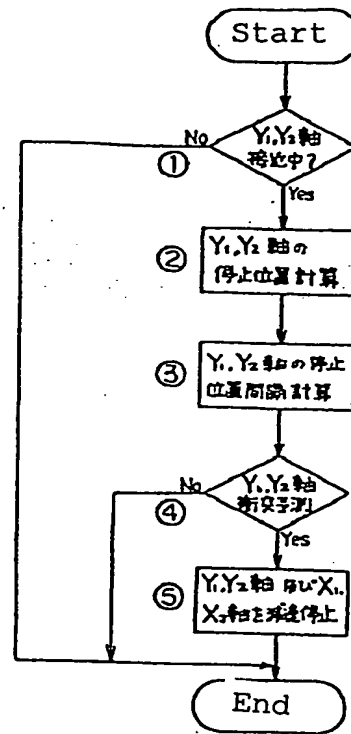 Start
No
Y₁,Y₂軸
接近中?
①
Yes
②
Y₁,Y₂軸の
停止位置計算
③
Y₁,Y₂軸の停止
位置間隔計算
No
Y₁,Y₂軸
衝突予測
④
Yes
⑤
Y₁,Y₂軸及びX₁,
X₂軸を減速停止
End